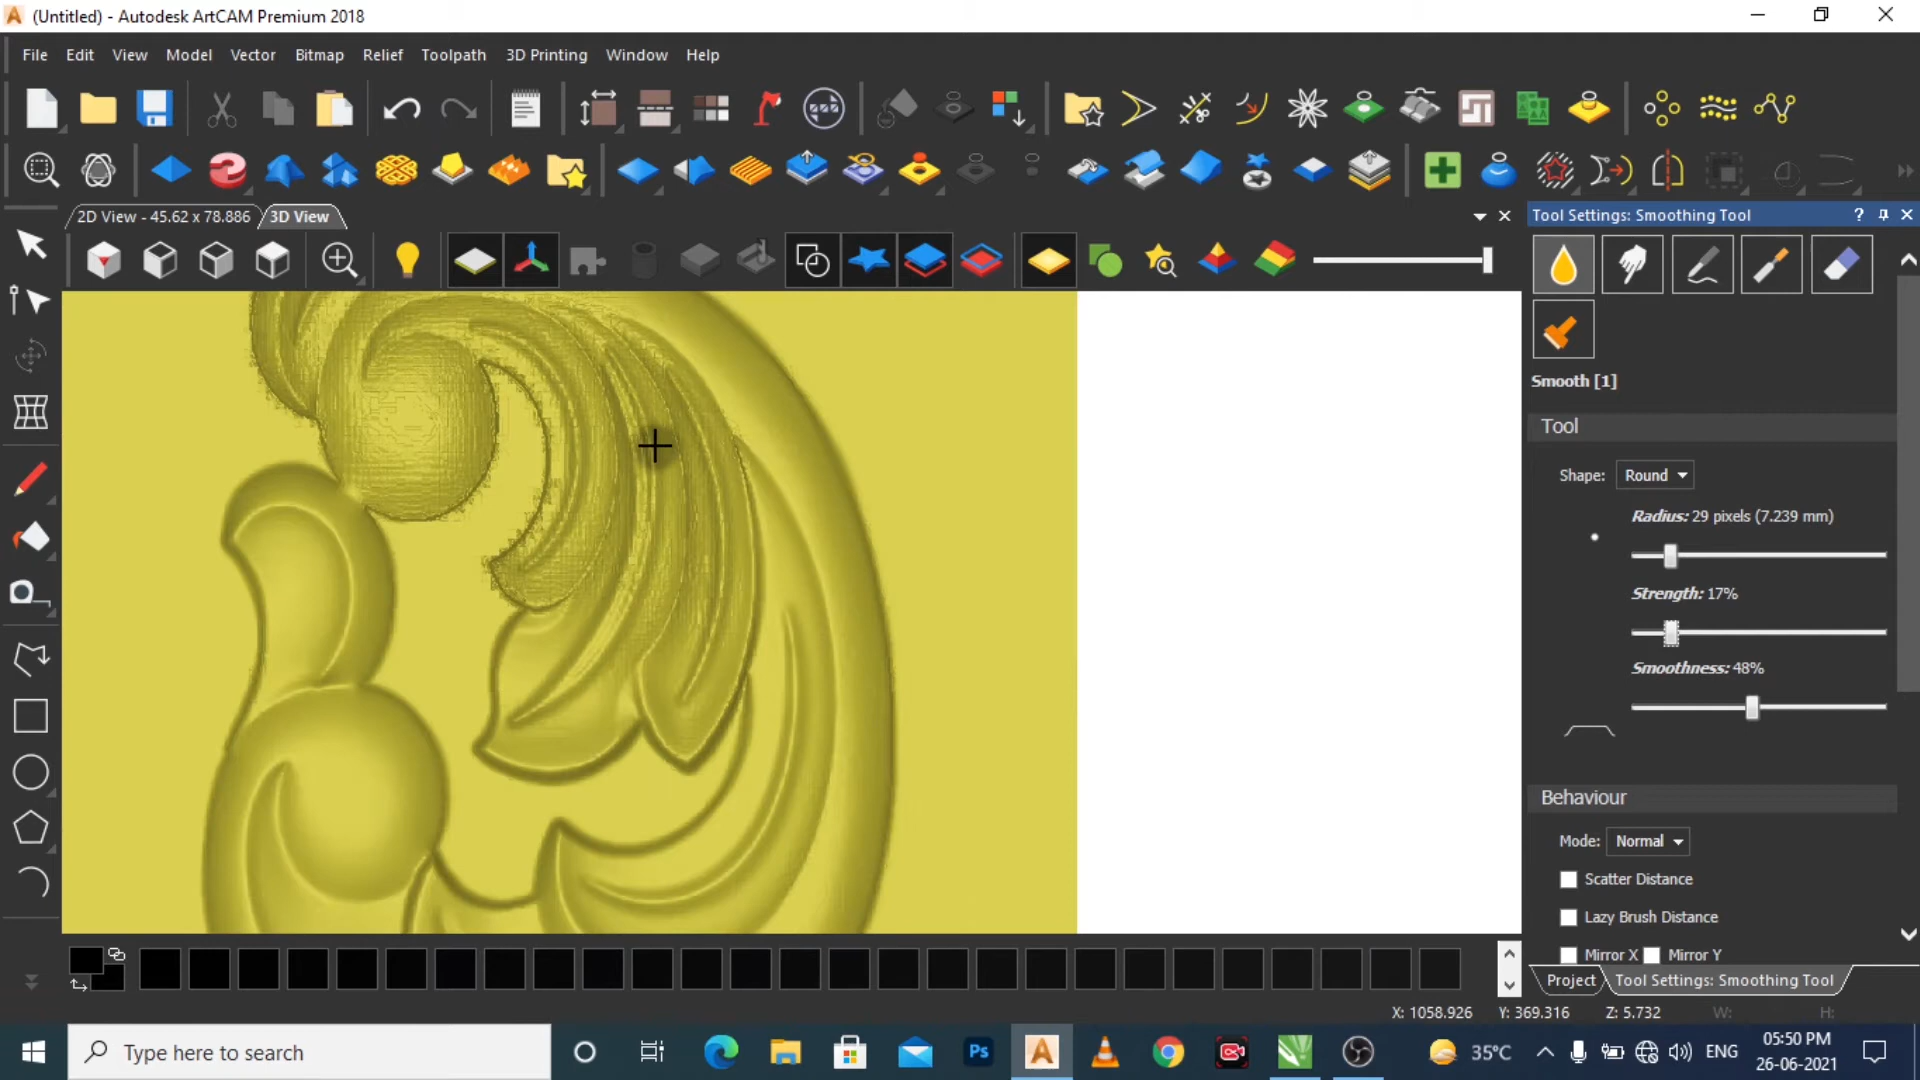 (Untitled) - Autodesk ArtCAM Premium 2018
File Edit View Model Vector Bitmap Relief Toolpath 3D Printing Window Help
2D View - 45.62 x 78.886 3D View
Tool Settings: Smoothing Tool ?
Smooth [1]
Tool
Shape: Round
Radius: 29 pixels (7.239 mm)
Strength: 17%
Smoothness: 48%
Behaviour
Mode: Normal
Scatter Distance
Lazy Brush Distance
Mirror X Mirror Y
Project Tool Settings: Smoothing Tool
X: 1058.926 Y: 369.316 Z: 5.732 W: H:
Type here to search
Ps
35°C
ENG
05:50 PM
26-06-2021